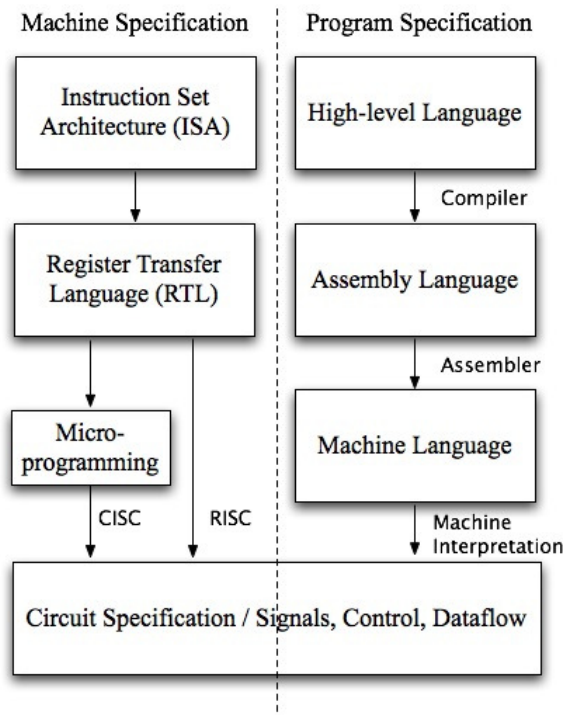 Machine Specification
Instruction Set
Architecture (ISA)
Register Transfer
Language (RTL)
Micro-
programming
CISC
RISC
Program Specification
High-level Language
Compiler
Assembly Language
Assembler
Machine Language
Machine
Interpretation
Circuit Specification / Signals, Control, Dataflow